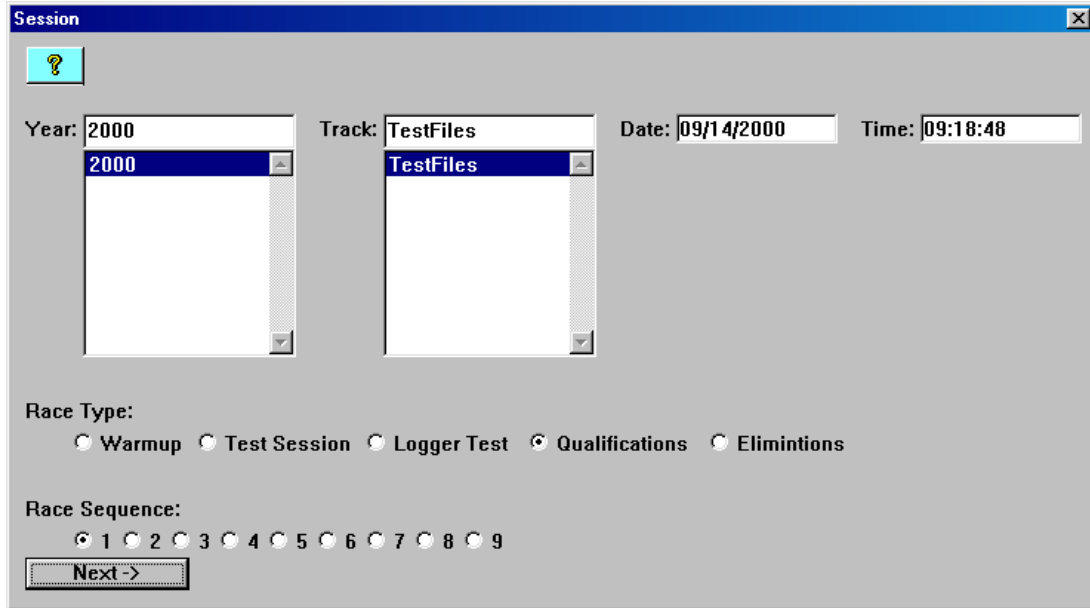 Session
?
Year: 2000 Track: TestFiles Date: 09/14/2000 Time: 09:18:48
2000 TestFiles
Race Type:
Warmup Test Session Logger Test Qualifications Elimintions
Race Sequence:
1 2 3 4 5 6 7 8 9
Next ->